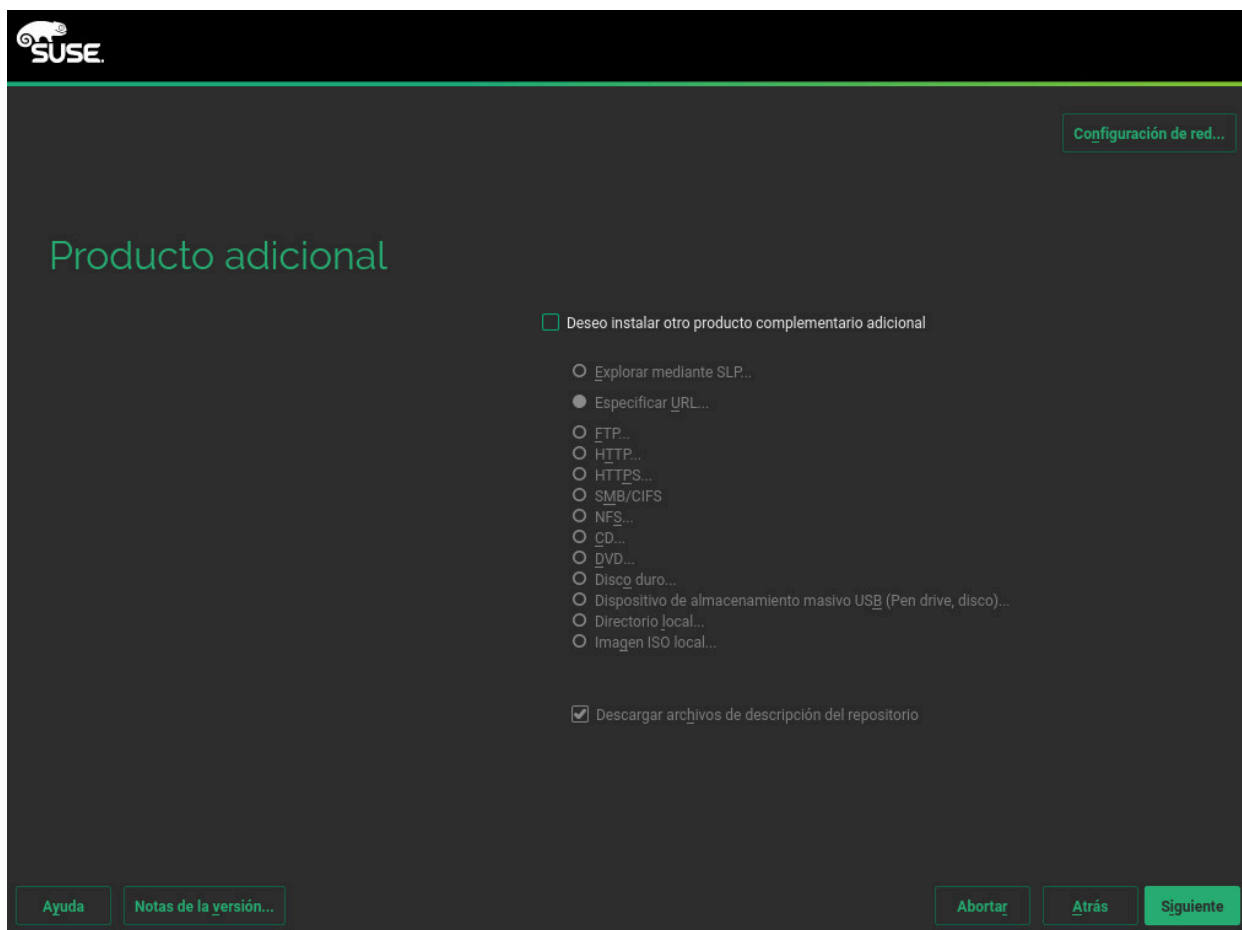 SUSE.
Configuración de red...
Producto adicional
Deseo instalar otro producto complementario adicional
Explorar mediante SLP...
Especificar URL...
FTP...
HTTP...
HTTPS...
SMB/CIFS
NFS...
CD...
DVD...
Disco duro...
Dispositivo de almacenamiento masivo USB (Pen drive, disco)...
Directorio local...
Imagen ISO local...
Descargar archivos de descripción del repositorio
Ayuda
Notas de la versión...
Abortar
Atrás
Siguiente